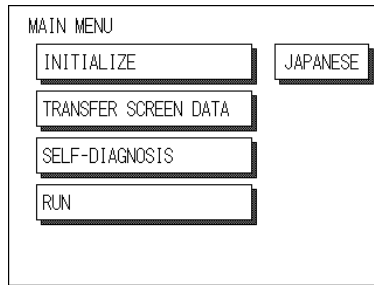 MAIN MENU
INITIALIZE
JAPANESE
TRANSFER SCREEN DATA
SELF-DIAGNOSIS
RUN